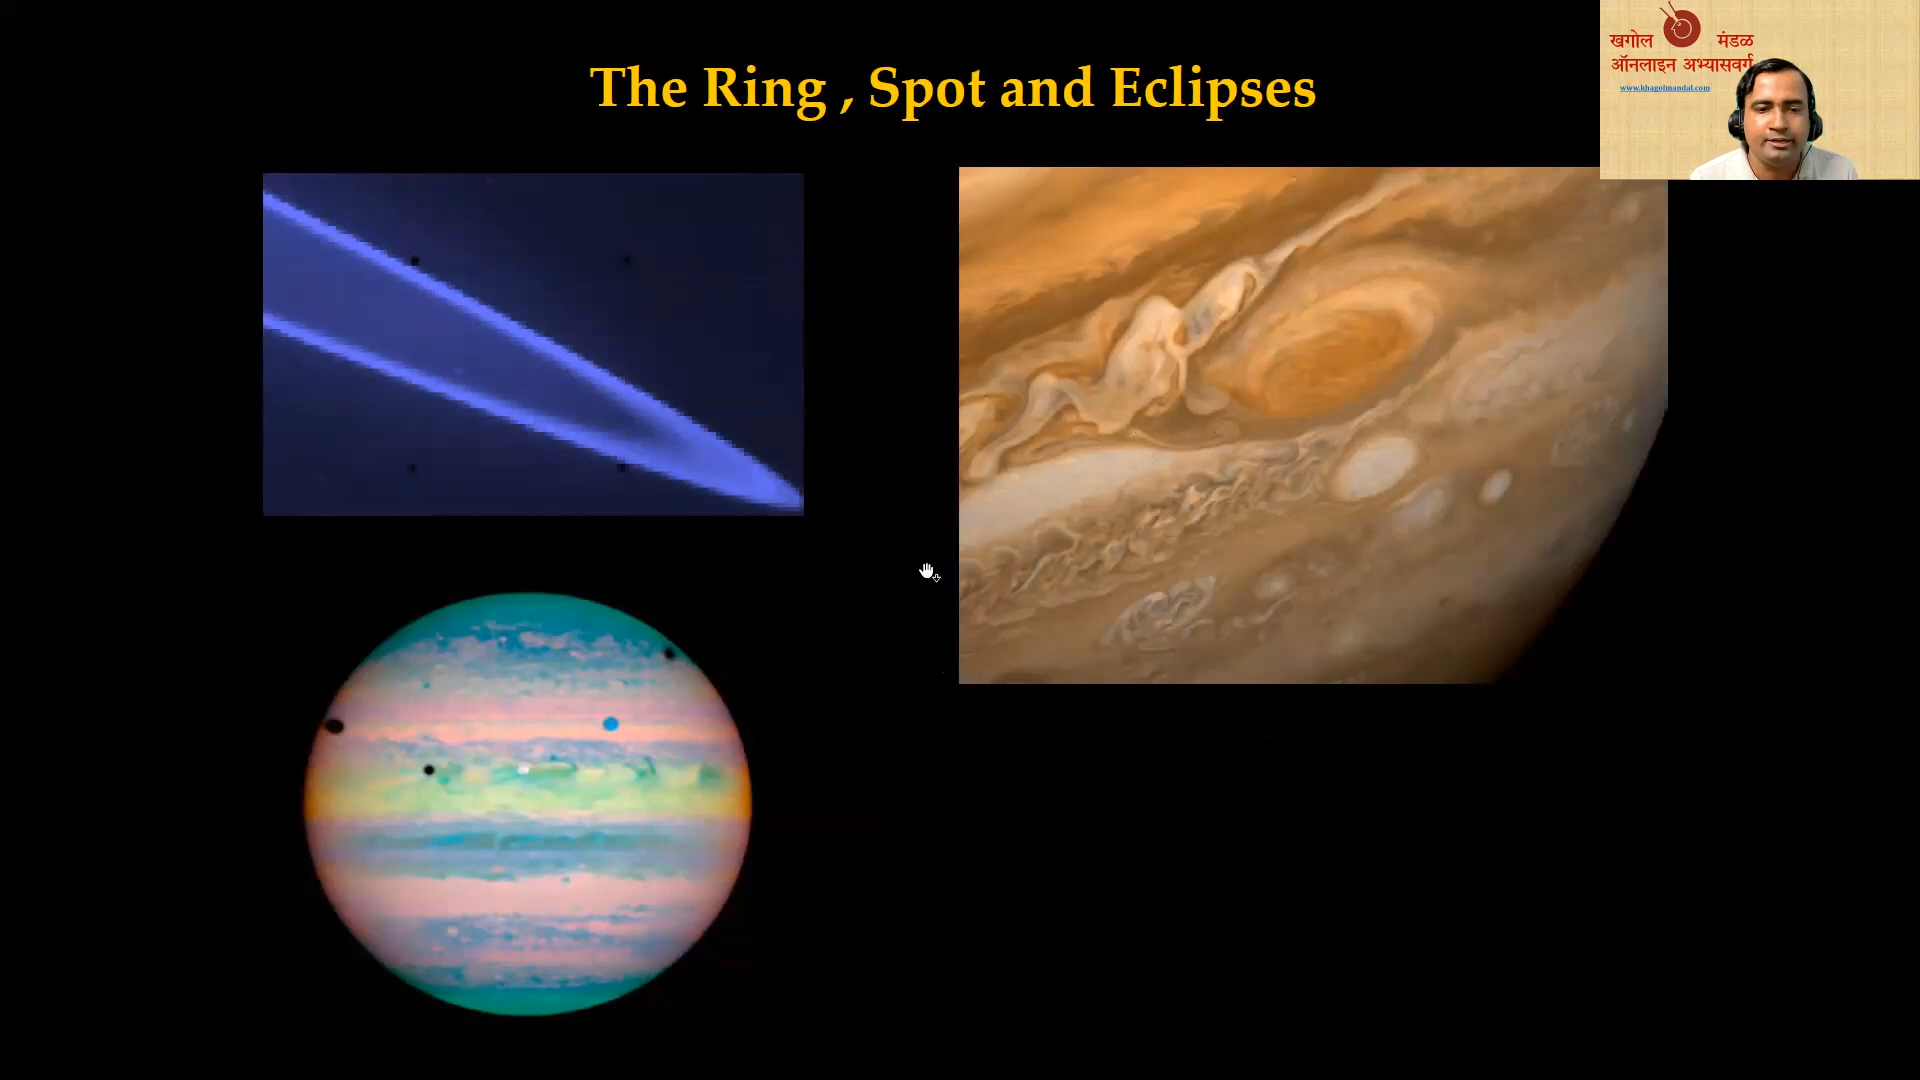 The Ring , Spot and Eclipses
खगोल मंडळ
ऑनलाइन अभ्यासवर्ग
www.khagolmandal.com